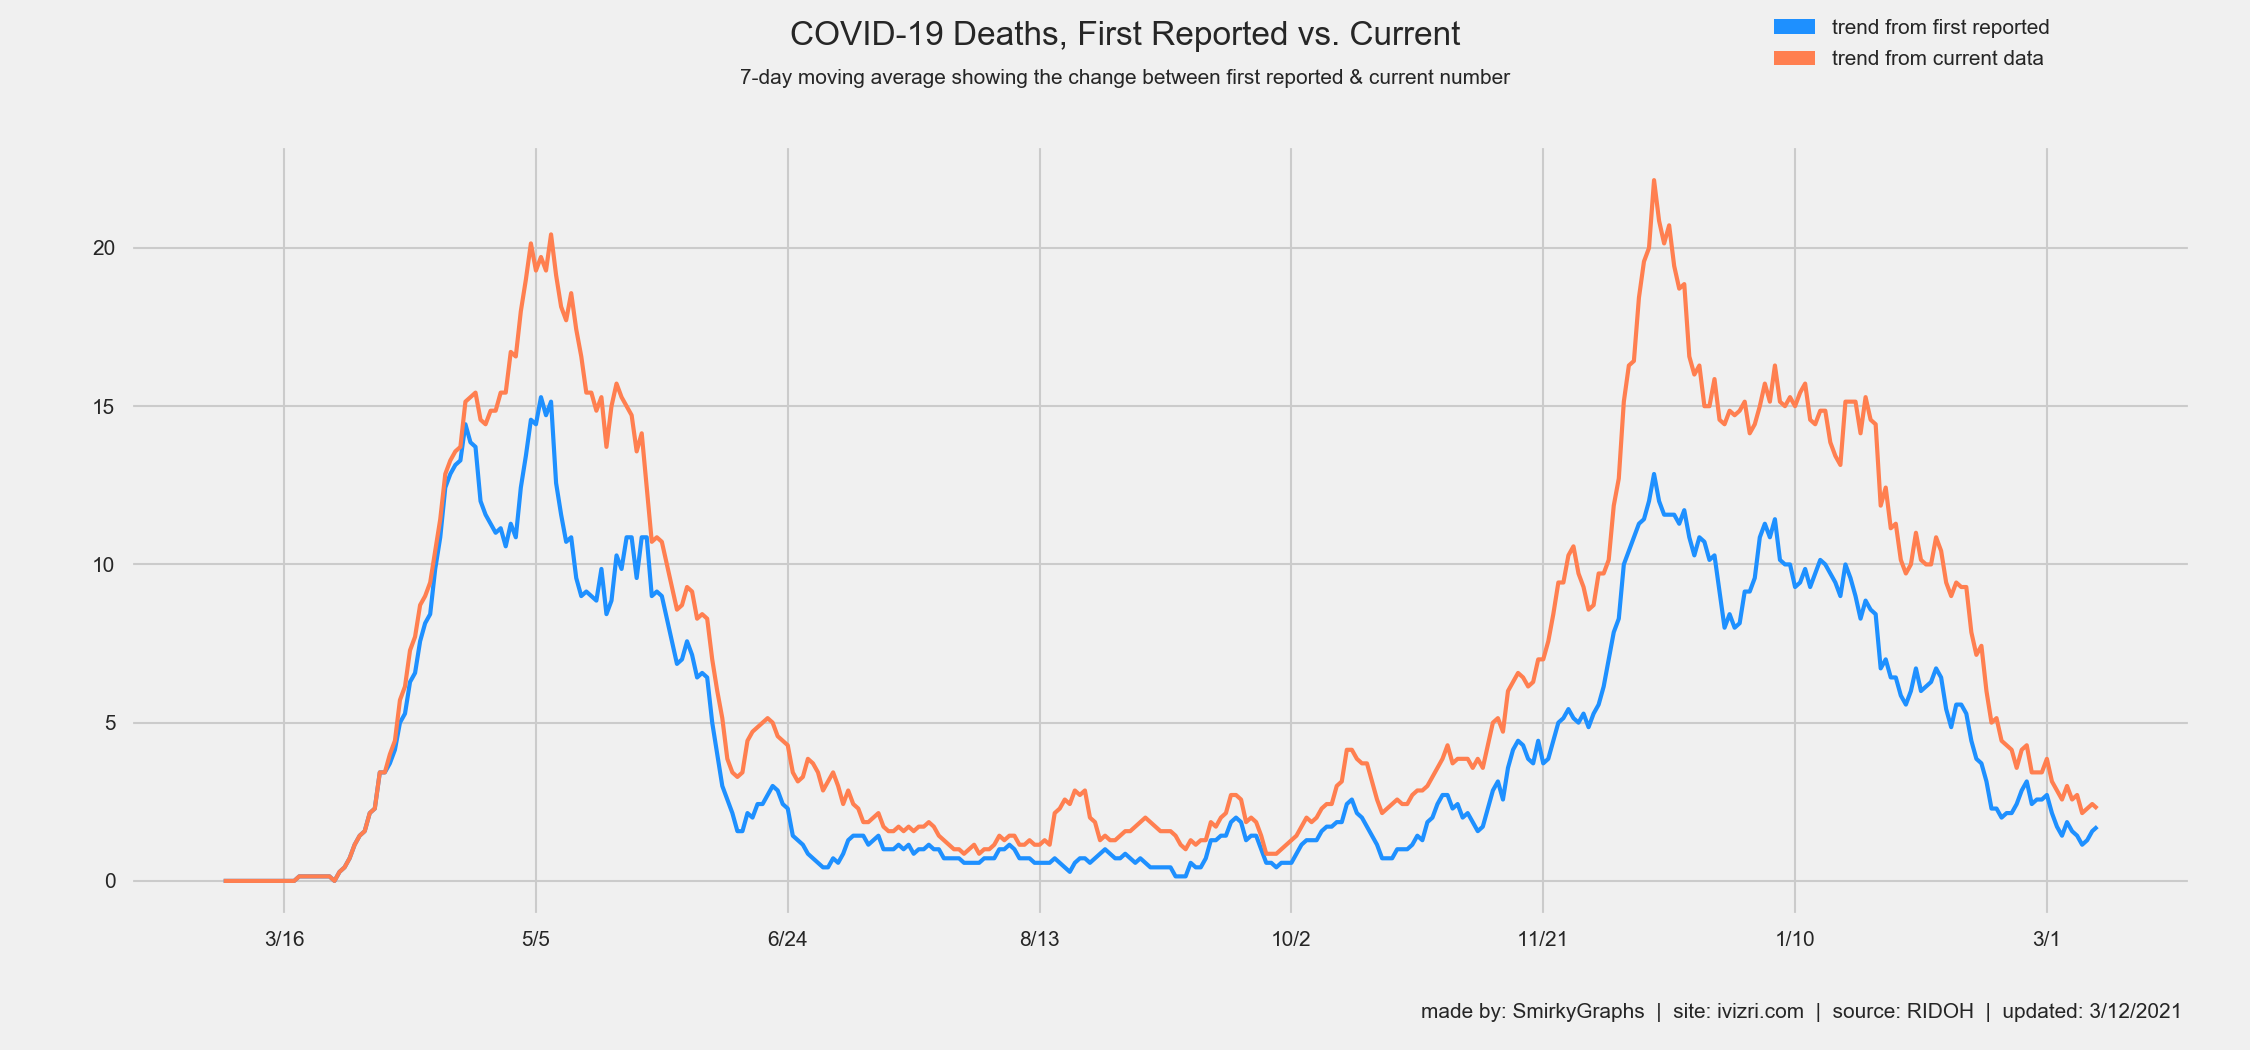 COVID-19 Deaths, First Reported vs. Current
7-day moving average showing the change between first reported & current number
trend from first reported
trend from current data
20
15
10
5
0
3/16 5/5 6/24 8/13 10/2 11/21 1/10 3/1
made by: SmirkyGraphs | site: ivizri.com | source: RIDOH | updated: 3/12/2021